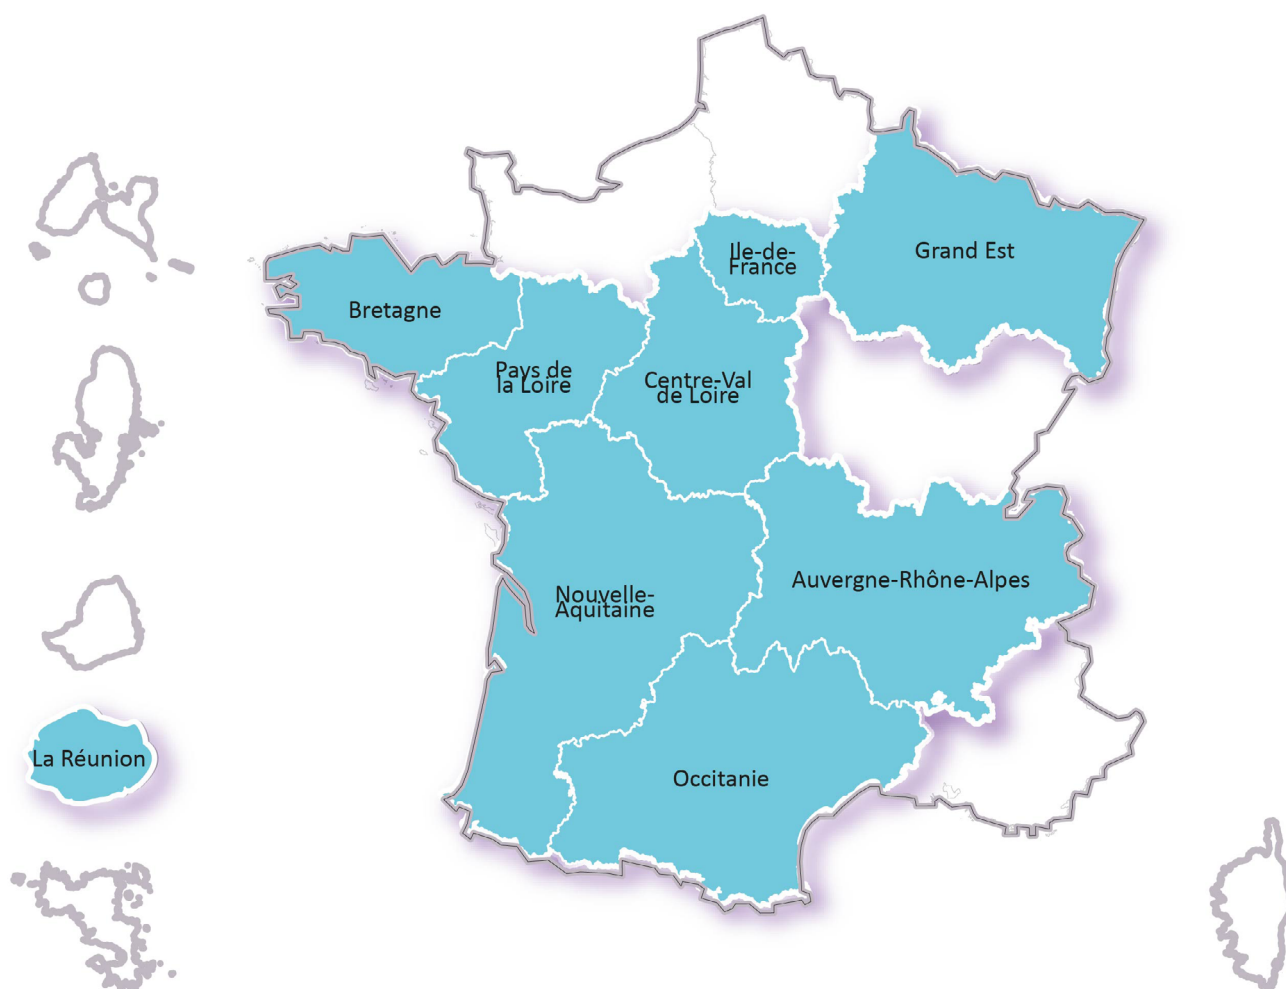 Ile-de-
France
Grand Est
Bretagne
Pays de
la Loire
Centre-Val
de Loire
Nouvelle-
Aquitaine
Auvergne-Rhône-Alpes
La Réunion
Occitanie